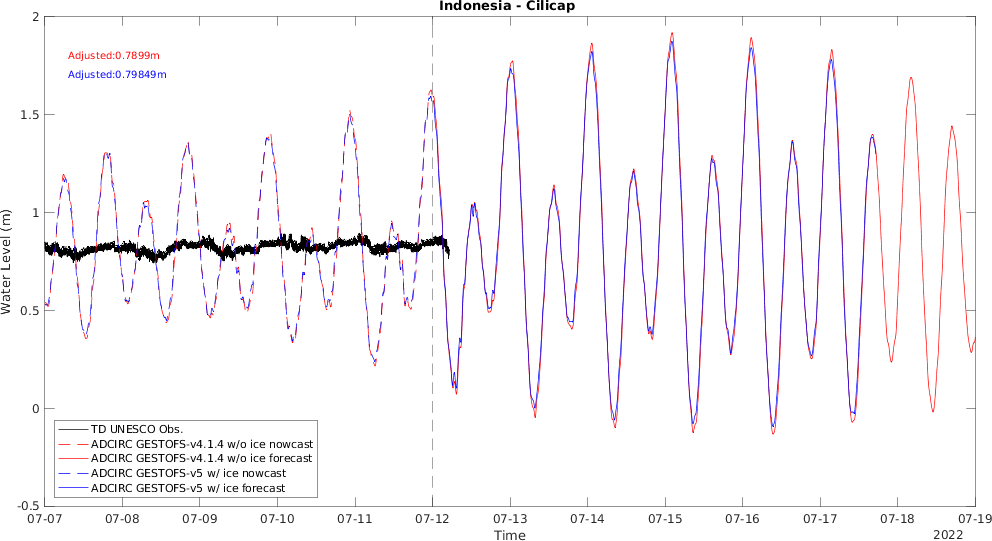 Indonesia - Cilicap
2
Adjusted:0.7899m
Adjusted:0.79849m
1.5
1
Water Level (m)
0.5
0
TD UNESCO Obs.
ADCIRC GESTOFS-v4.1.4 w/o ice nowcast
ADCIRC GESTOFS-v4.1.4 w/o ice forecast
ADCIRC GESTOFS-v5 w/ ice nowcast
ADCIRC GESTOFS-v5 w/ ice forecast
-0.5
07-07 07-08 07-09 07-10 07-11 07-12 07-13 07-14 07-15 07-16 07-17 07-18 07-19
Time
2022